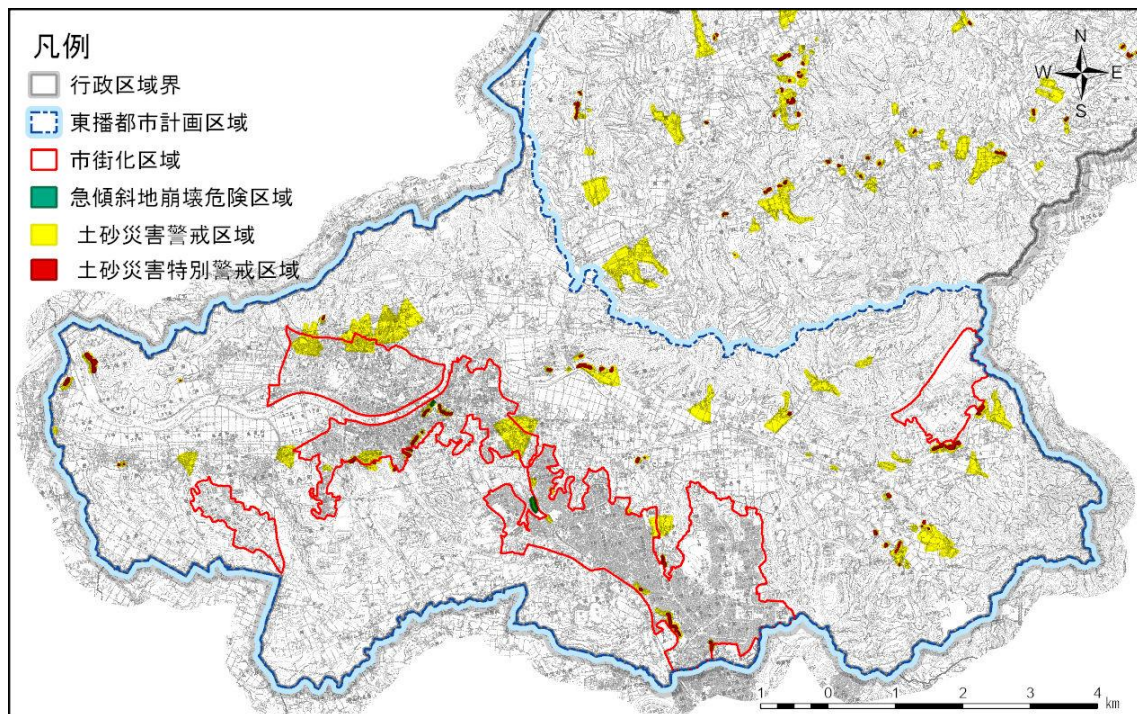 凡例
行政区域界
東播都市計画区域
市街化区域
急傾斜地崩壊危険区域
土砂災害警戒区域
土砂災害特別警戒区域
N
W E
S
1 0 1 2 3 4
km